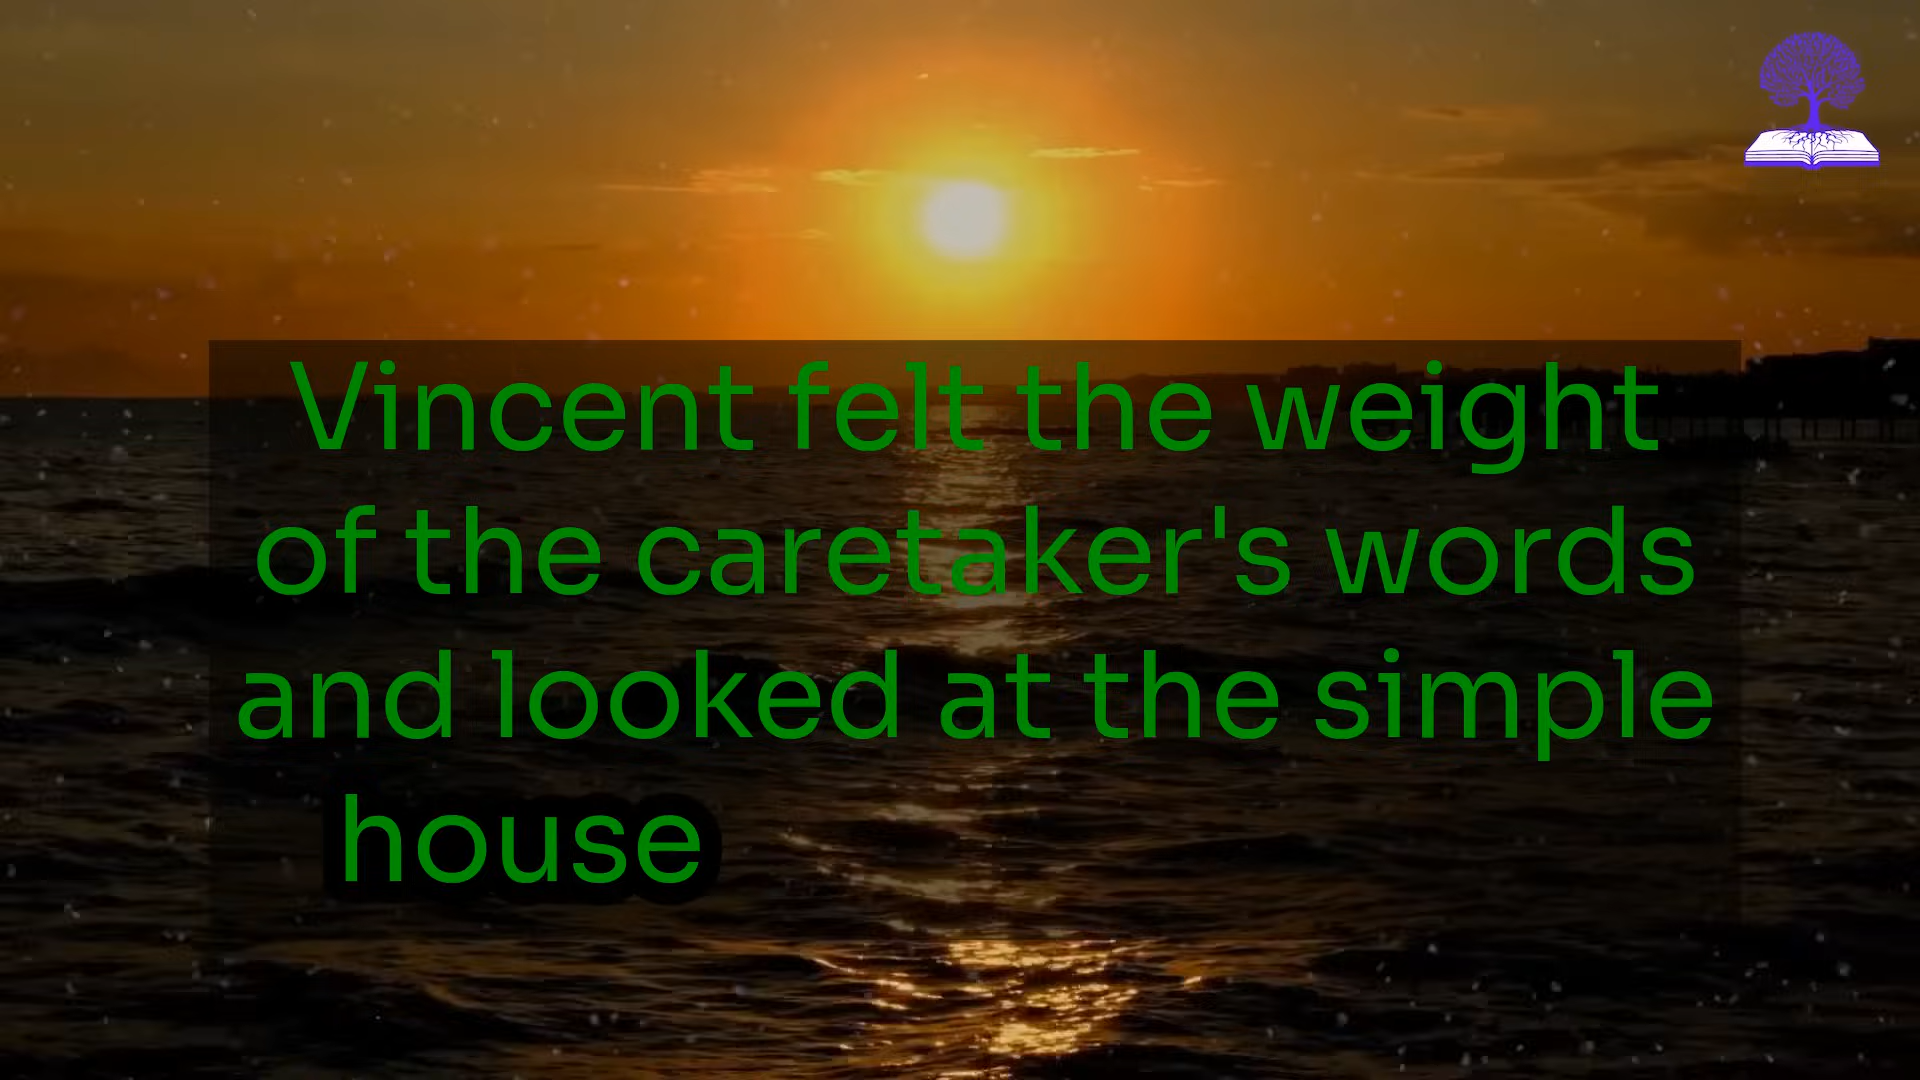 Vincent felt the weight
of the caretaker's words
and looked at the simple
house